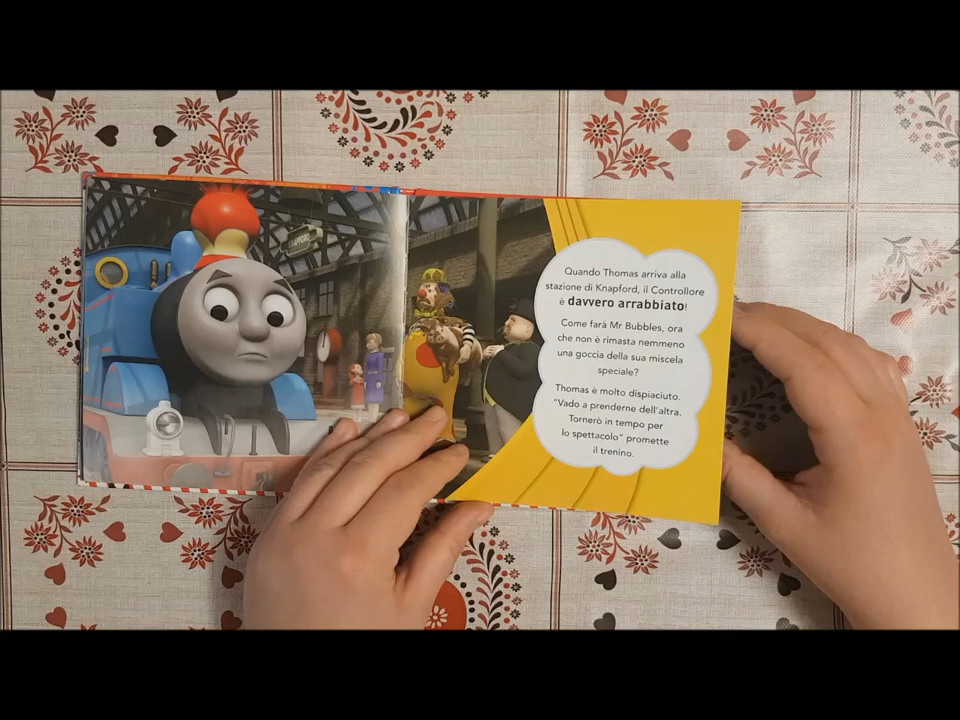 KNAPFORD
Quando Thomas arriva alla
stazione di Knapford, il Controllore
è davvero arrabbiato!
Come farà Mr Bubbles, ora
che non è rimasta nemmeno
una goccia della sua miscela
speciale?
Thomas è molto dispiaciuto.
“Vado a prenderne dell’altra.
Tornerò in tempo per
lo spettacolo” promette
il trenino.